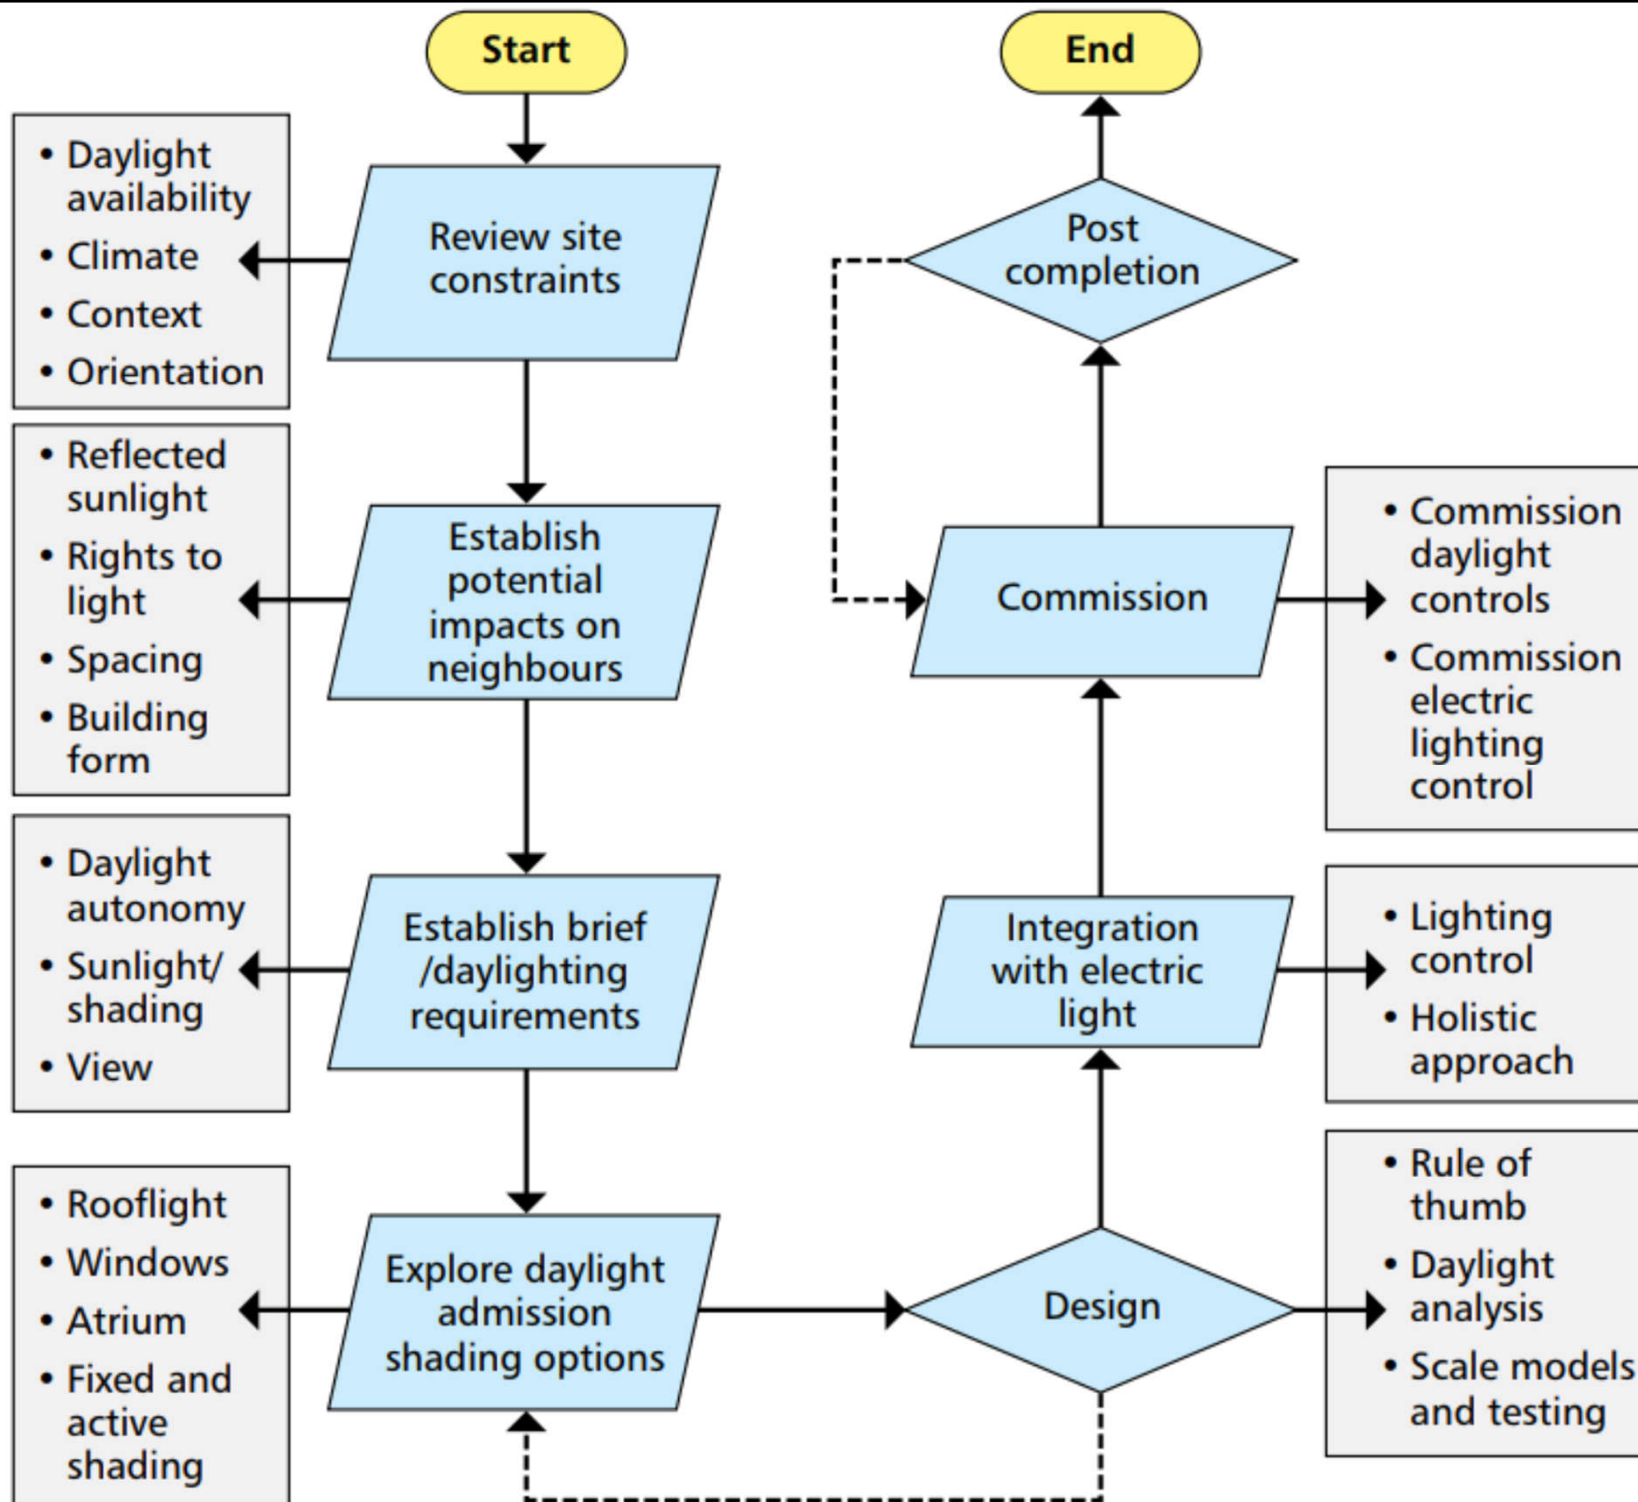 Start
End
• Daylight
availability
• Climate
• Context
• Orientation
Review site
constraints
Post
completion
• Reflected
sunlight
• Rights to
light
• Spacing
• Building
form
Establish
potential
impacts on
neighbours
Commission
• Commission
daylight
controls
• Commission
electric
lighting
control
• Daylight
autonomy
• Sunlight/
shading
• View
Establish brief
/daylighting
requirements
Integration
with electric
light
• Lighting
control
• Holistic
approach
• Rooflight
• Windows
• Atrium
• Fixed and
active
shading
Explore daylight
admission
shading options
Design
• Rule of
thumb
• Daylight
analysis
• Scale models
and testing